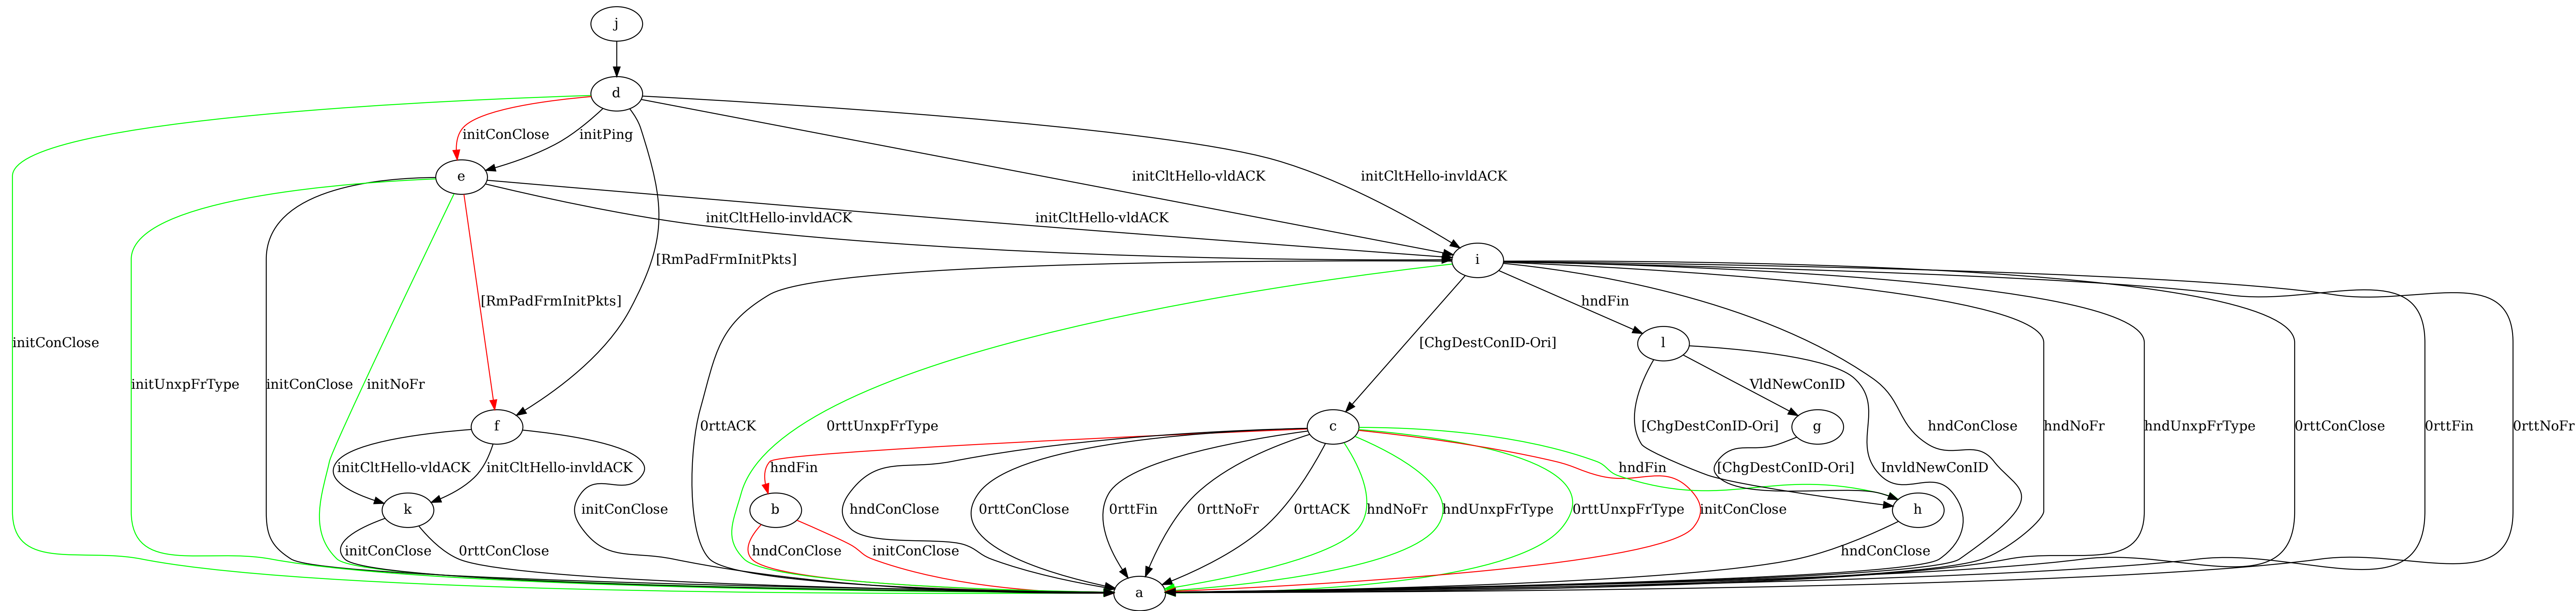 j
d
initConClose
initPing
initCltHello-vldACK
initCltHello-invldACK
e
initCltHello-invldACK
initCltHello-vldACK
[RmPadFrmInitPkts]
i
[RmPadFrmInitPkts]
hndFin
initConClose
[ChgDestConID-Ori]
l
initUnxpFrType
initConClose
initNoFr
VldNewConID
f
0rttACK
0rttUnxpFrType
c
[ChgDestConID-Ori]
g
hndConClose
hndNoFr
hndUnxpFrType
0rttConClose
0rttFin
0rttNoFr
initCltHello-vldACK
initCltHello-invldACK
hndFin
hndFin
[ChgDestConID-Ori]
InvldNewConID
k
initConClose
b
hndConClose
0rttConClose
0rttFin
0rttNoFr
0rttACK
hndNoFr
hndUnxpFrType
0rttUnxpFrType
initConClose
h
initConClose
0rttConClose
hndConClose
initConClose
hndConClose
a